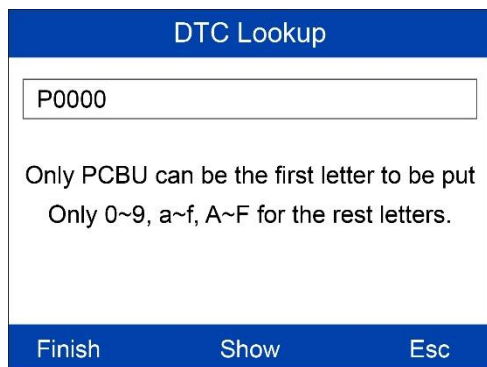 DTC Lookup
P0000
Only PCBU can be the first letter to be put
Only 0~9, a~f, A~F for the rest letters.
Finish Show Esc